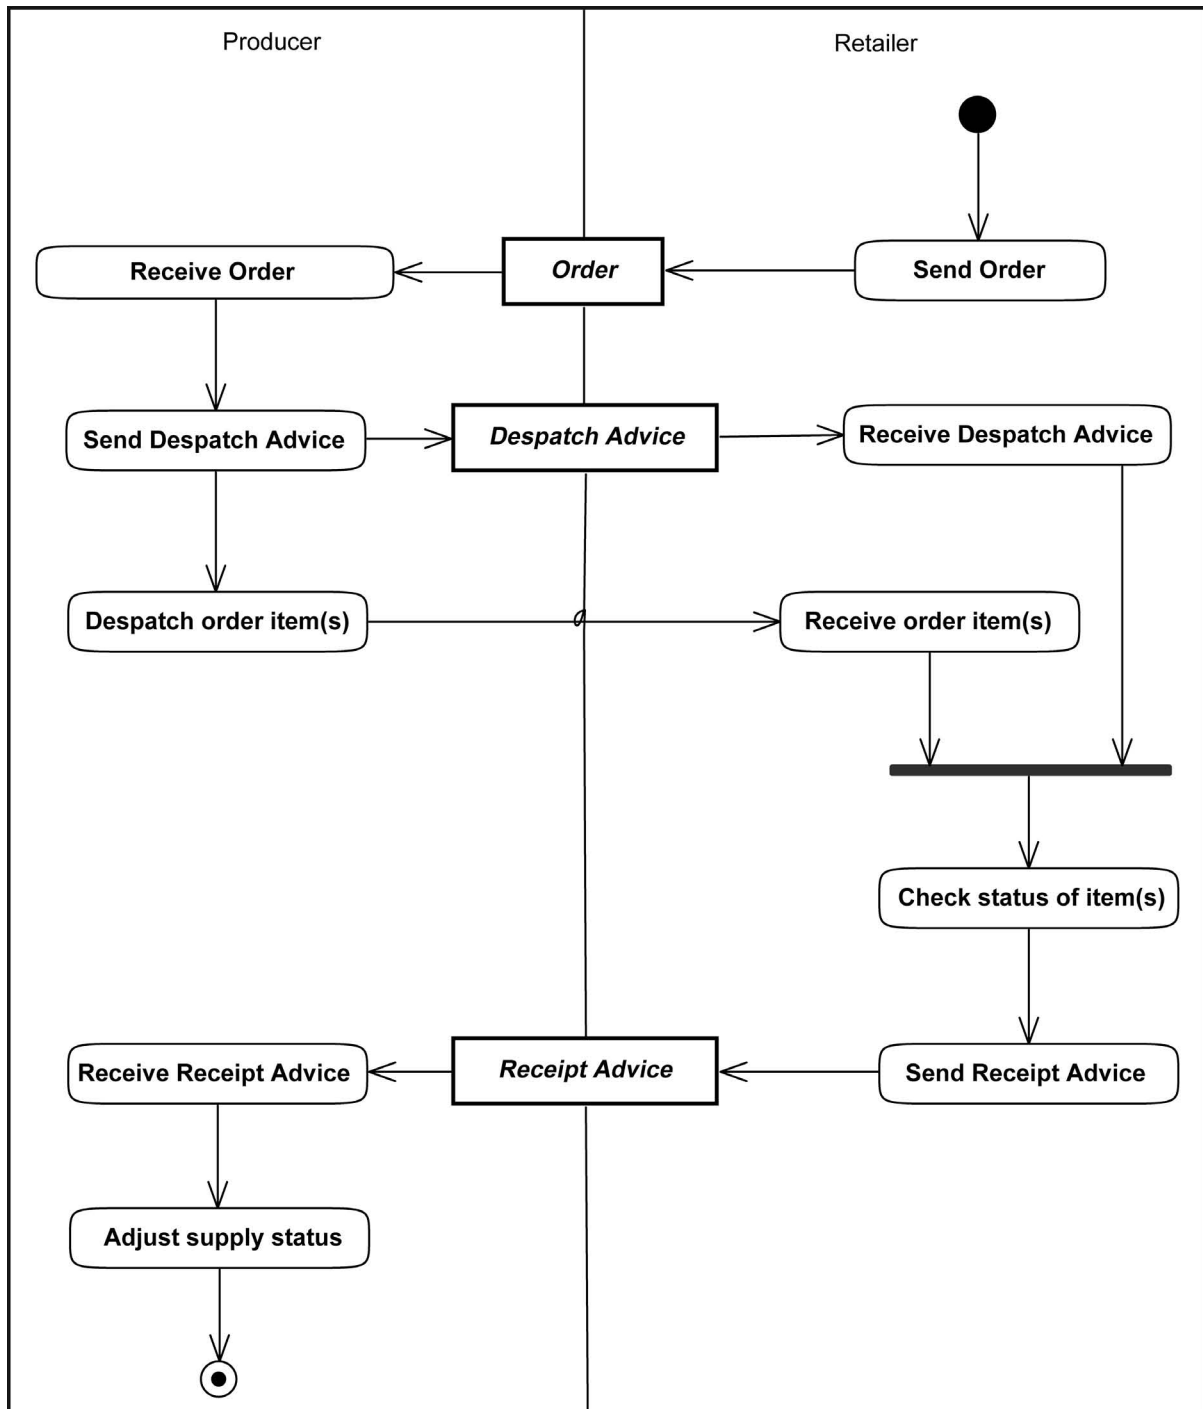 Producer
Retailer
Receive Order
Order
Send Order
Send Despatch Advice
Despatch Advice
Receive Despatch Advice
Despatch order item(s)
Receive order item(s)
Check status of item(s)
Receive Receipt Advice
Receipt Advice
Send Receipt Advice
Adjust supply status